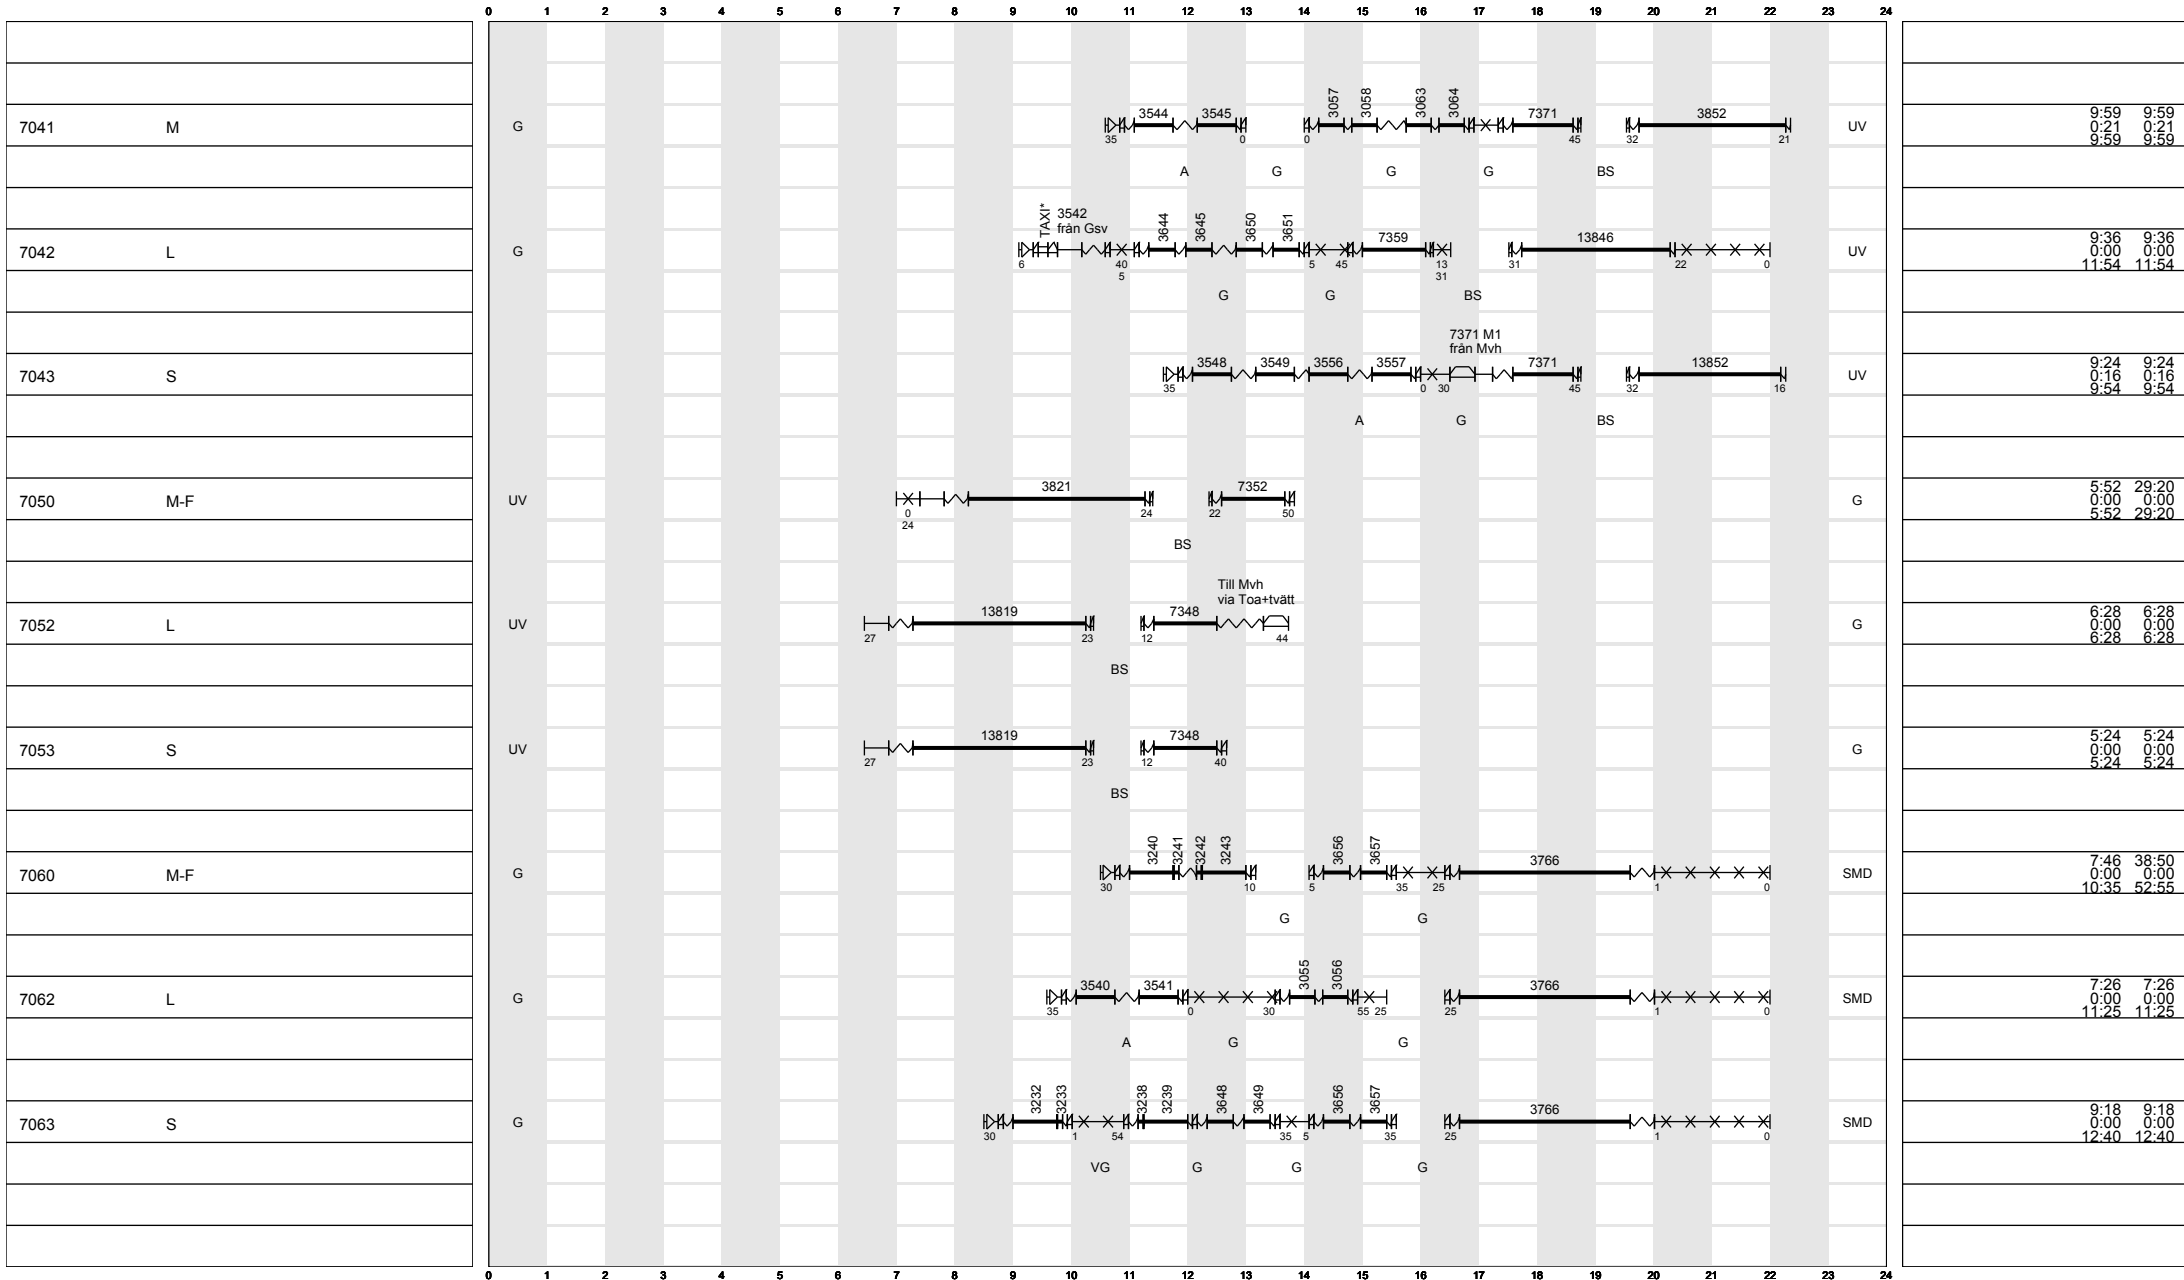 0 1 2 3 4 5 6 7 8 9 10 11 12 13 14 15 16 17 18 19 20 21 22 23 24
3057 3058 3063 3064
3544 3545 7371 3852
7041 M G UV 9:59 9:59
0:21 0:21
9:59 9:59
35 0 0 45 32 21
A G G G BS
TAXI* 3542 från Gsv 3644 3645 3650 3651 7359 13846
7042 L G UV 9:36 9:36
0:00 0:00
11:54 11:54
6 40 5 45 13 31 22 0
5 31
G G BS
7371 M1
från Mvh
3548 3549 3556 3557 7371 13852
7043 S UV 9:24 9:24
0:16 0:16
9:54 9:54
35 0 30 45 32 16
A G BS
3821 7352
7050 M-F UV G 5:52 29:20
0:00 0:00
5:52 29:20
0 24 22 50
24
BS
Till Mvh
via Toa+tvätt
13819 7348
7052 L UV G 6:28 6:28
0:00 0:00
6:28 6:28
27 23 12 44
BS
13819 7348
7053 S UV G 5:24 5:24
0:00 0:00
5:24 5:24
27 23 12 40
BS
3240 3241 3242 3243 3656 3657 3766
7060 M-F G SMD 7:46 38:50
0:00 0:00
10:35 52:55
30 10 5 35 25 1 0
G G
3540 3541 3055 3056 3766
7062 L G SMD 7:26 7:26
0:00 0:00
11:25 11:25
35 0 30 55 25 25 1 0
A G G
3232 3233 3238 3239 3648 3649 3656 3657 3766
7063 S G SMD 9:18 9:18
0:00 0:00
12:40 12:40
30 1 54 35 5 35 25 1 0
VG G G G
0 1 2 3 4 5 6 7 8 9 10 11 12 13 14 15 16 17 18 19 20 21 22 23 24